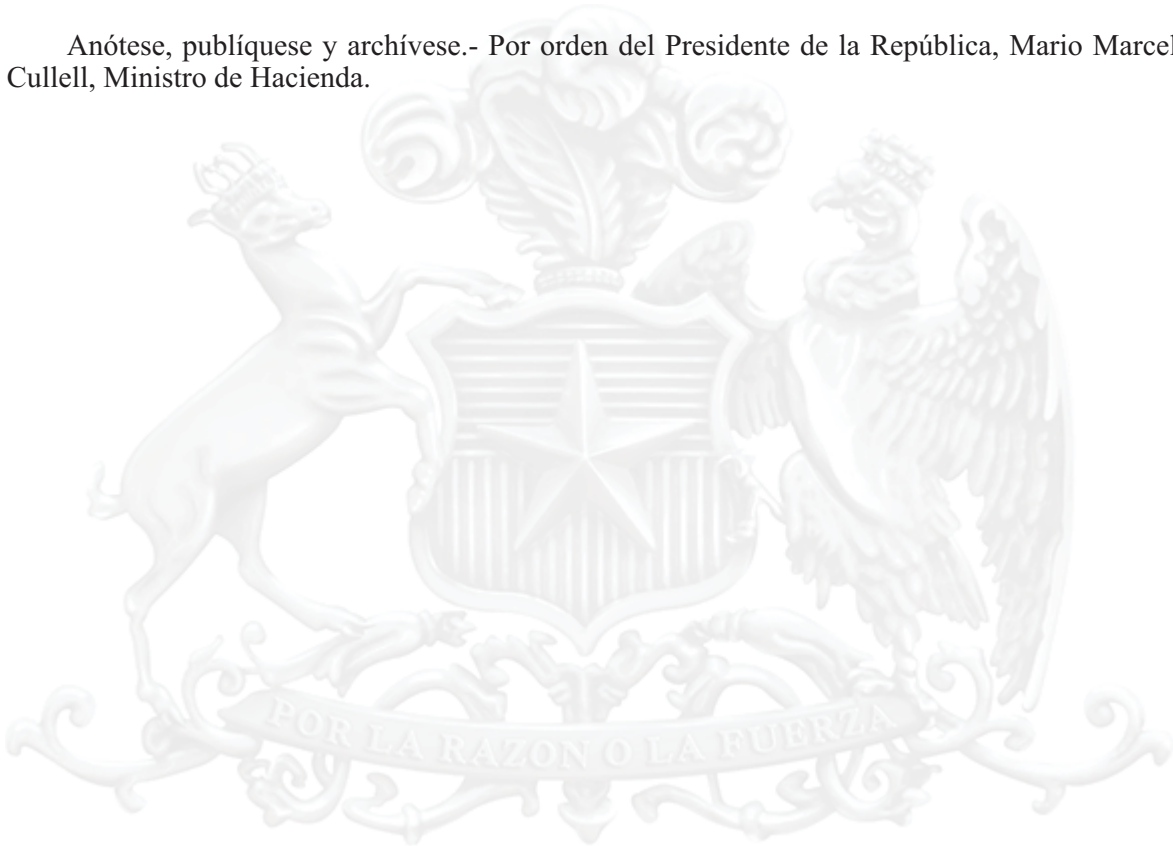 Anótese, publíquese y archívese.- Por orden del Presidente de la República, Mario Marcel
Cullell, Ministro de Hacienda.
POR LA RAZON O LA FUERZA